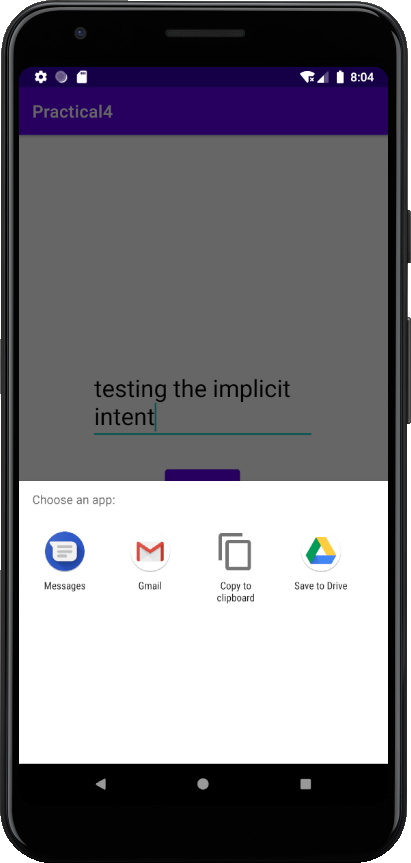 8:04
Practical4
testing the implicit
intent
Choose an app:
Messages
Gmail
Copy to
clipboard
Save to Drive